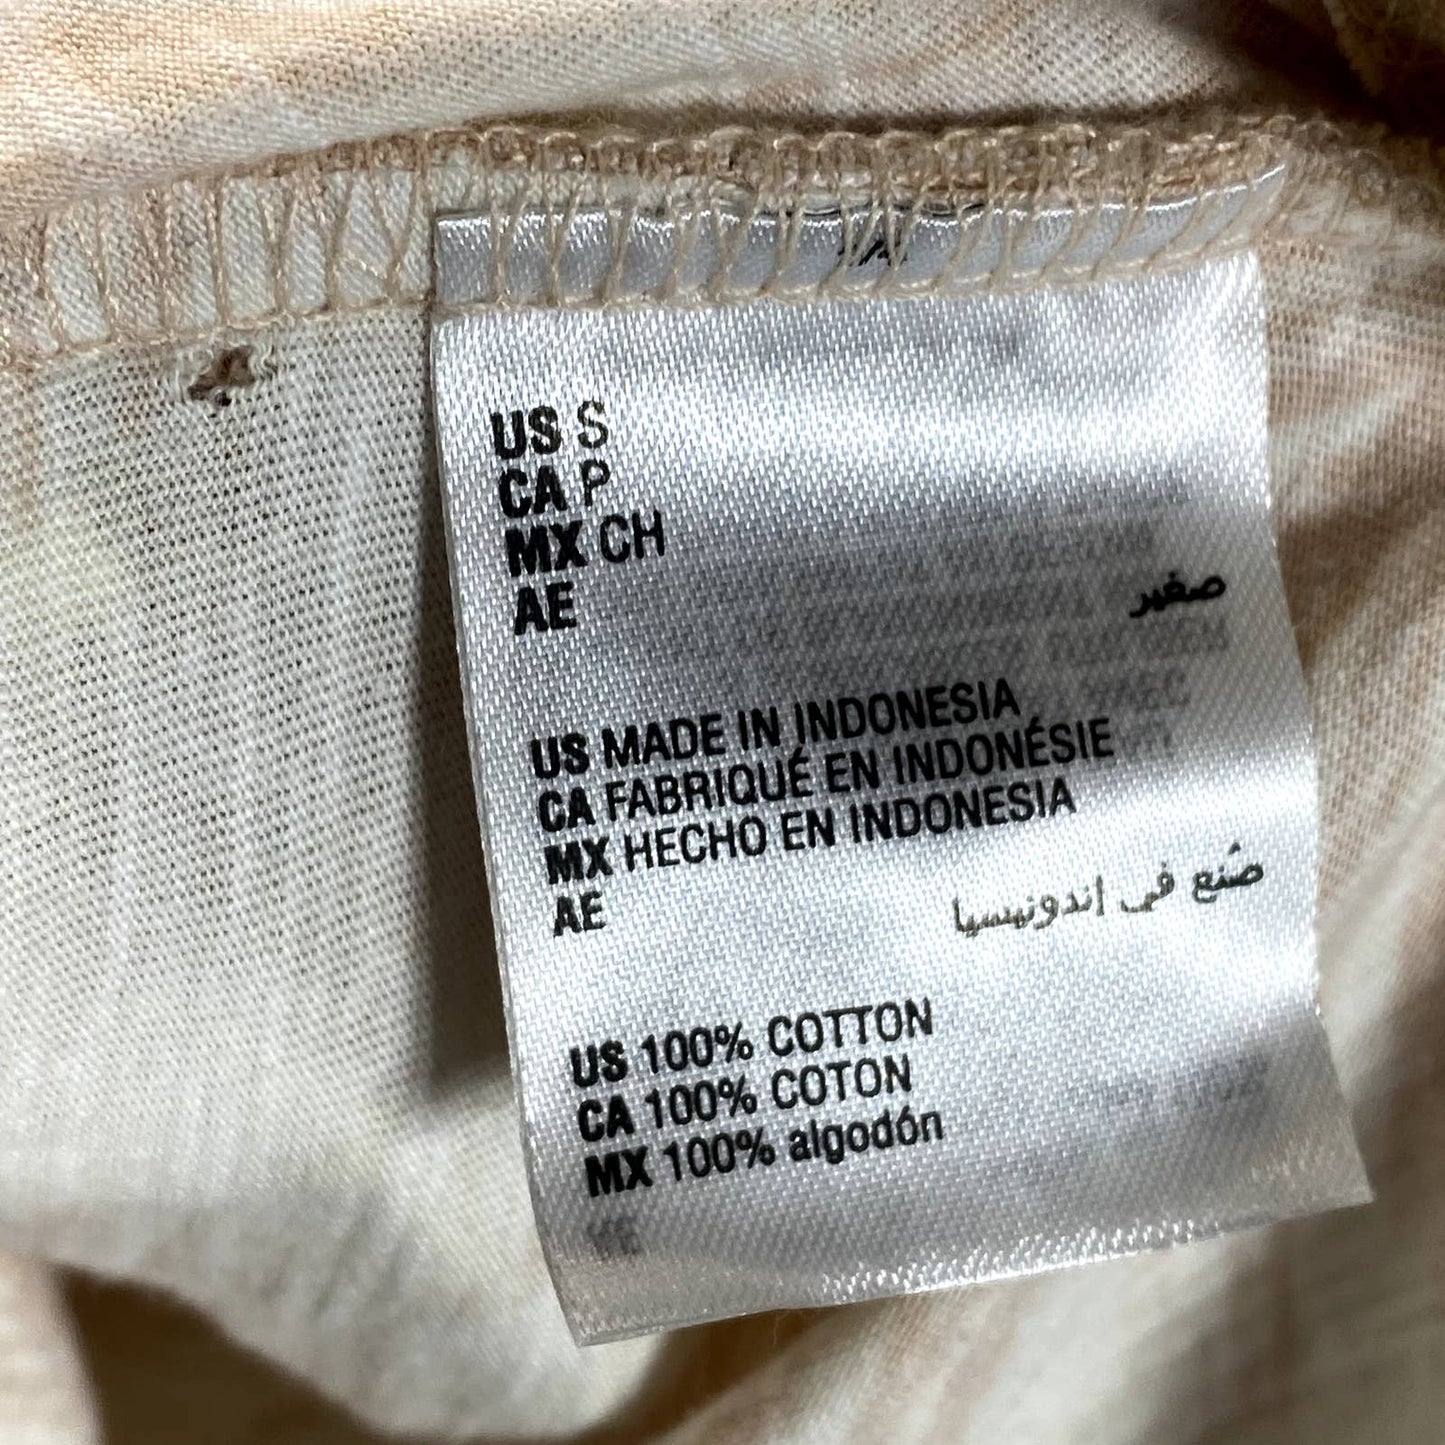 US S
CA P
MX CH
AE صغير
US MADE IN INDONESIA
CA FABRIQUÉ EN INDONÉSIE
MX HECHO EN INDONESIA
AE صُنع في إندونيسيا
US 100% COTTON
CA 100% COTON
MX 100% algodón